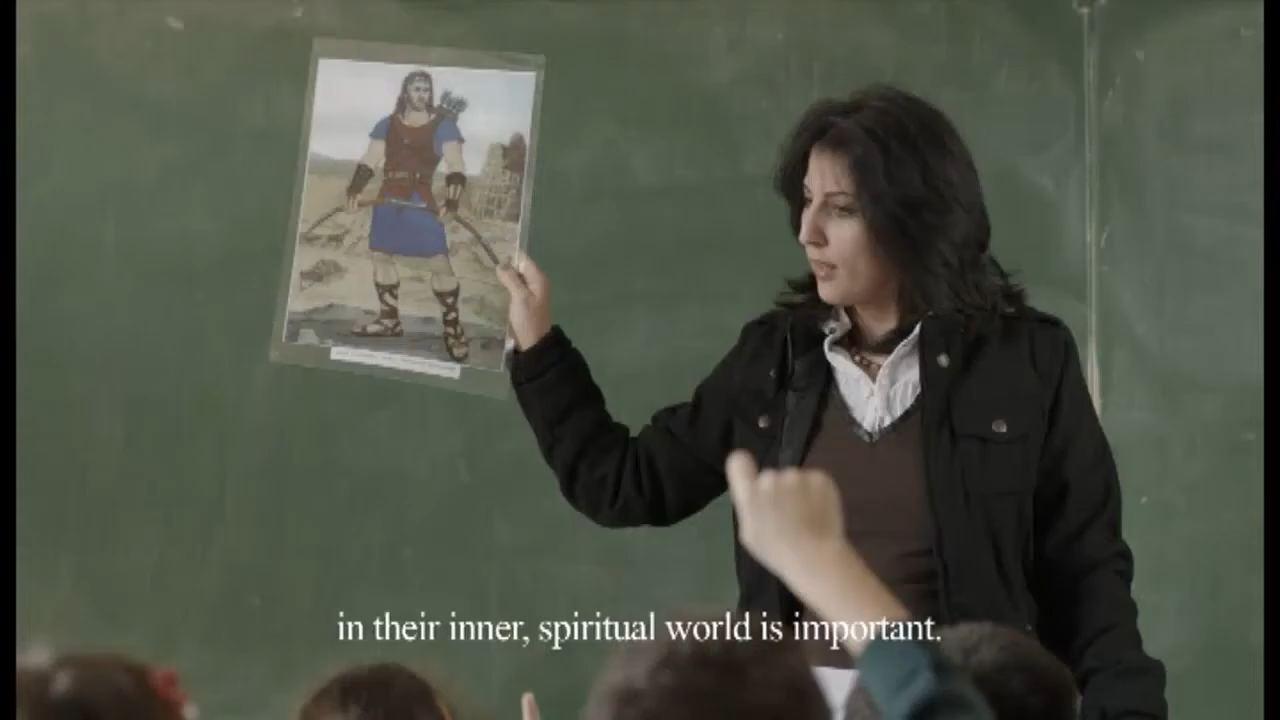 in their inner, spiritual world is important.